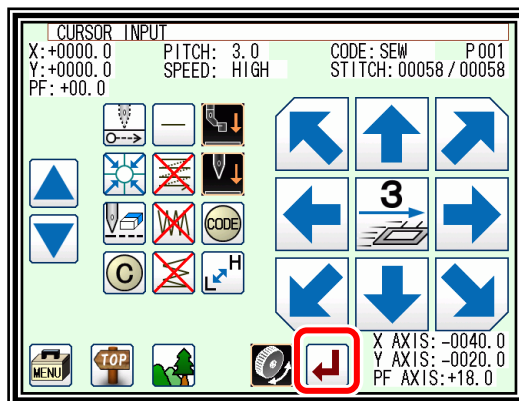 CURSOR INPUT
X:+0000.0 PITCH: 3.0 CODE: SEW P001
Y:+0000.0 SPEED: HIGH STITCH: 00058/00058
PF: +00.0
3
CODE
C
L H
X AXIS: -0040.0
Y AXIS: -0020.0
PF AXIS:+18.0
MENU
TOP